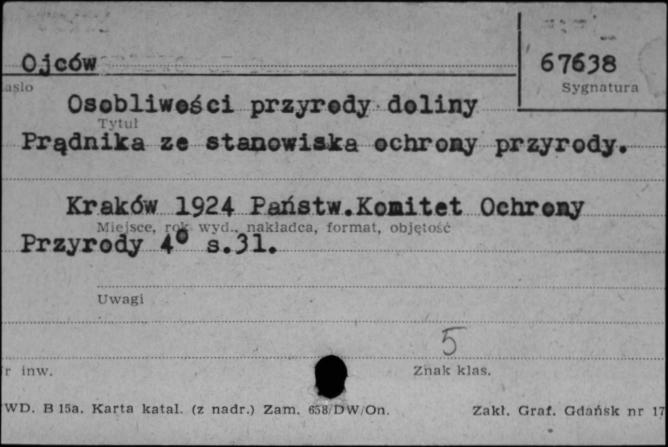 Ojców
67638
asło
Sygnatura
Osobliwości przyrody doliny
Tytuł
Prądnika ze stanowiska ochrony przyrody.
Kraków 1924 Państw.Komitet Ochrony
Miejsce, rok wyd., nakładca, format, objętość
Przyrody 4° s.31.
Uwagi
5
r inw.
Znak klas.
WD. B 15a. Karta katal. (z nadr.) Zam. 658/DW/On.
Zakł. Graf. Gdańsk nr 17